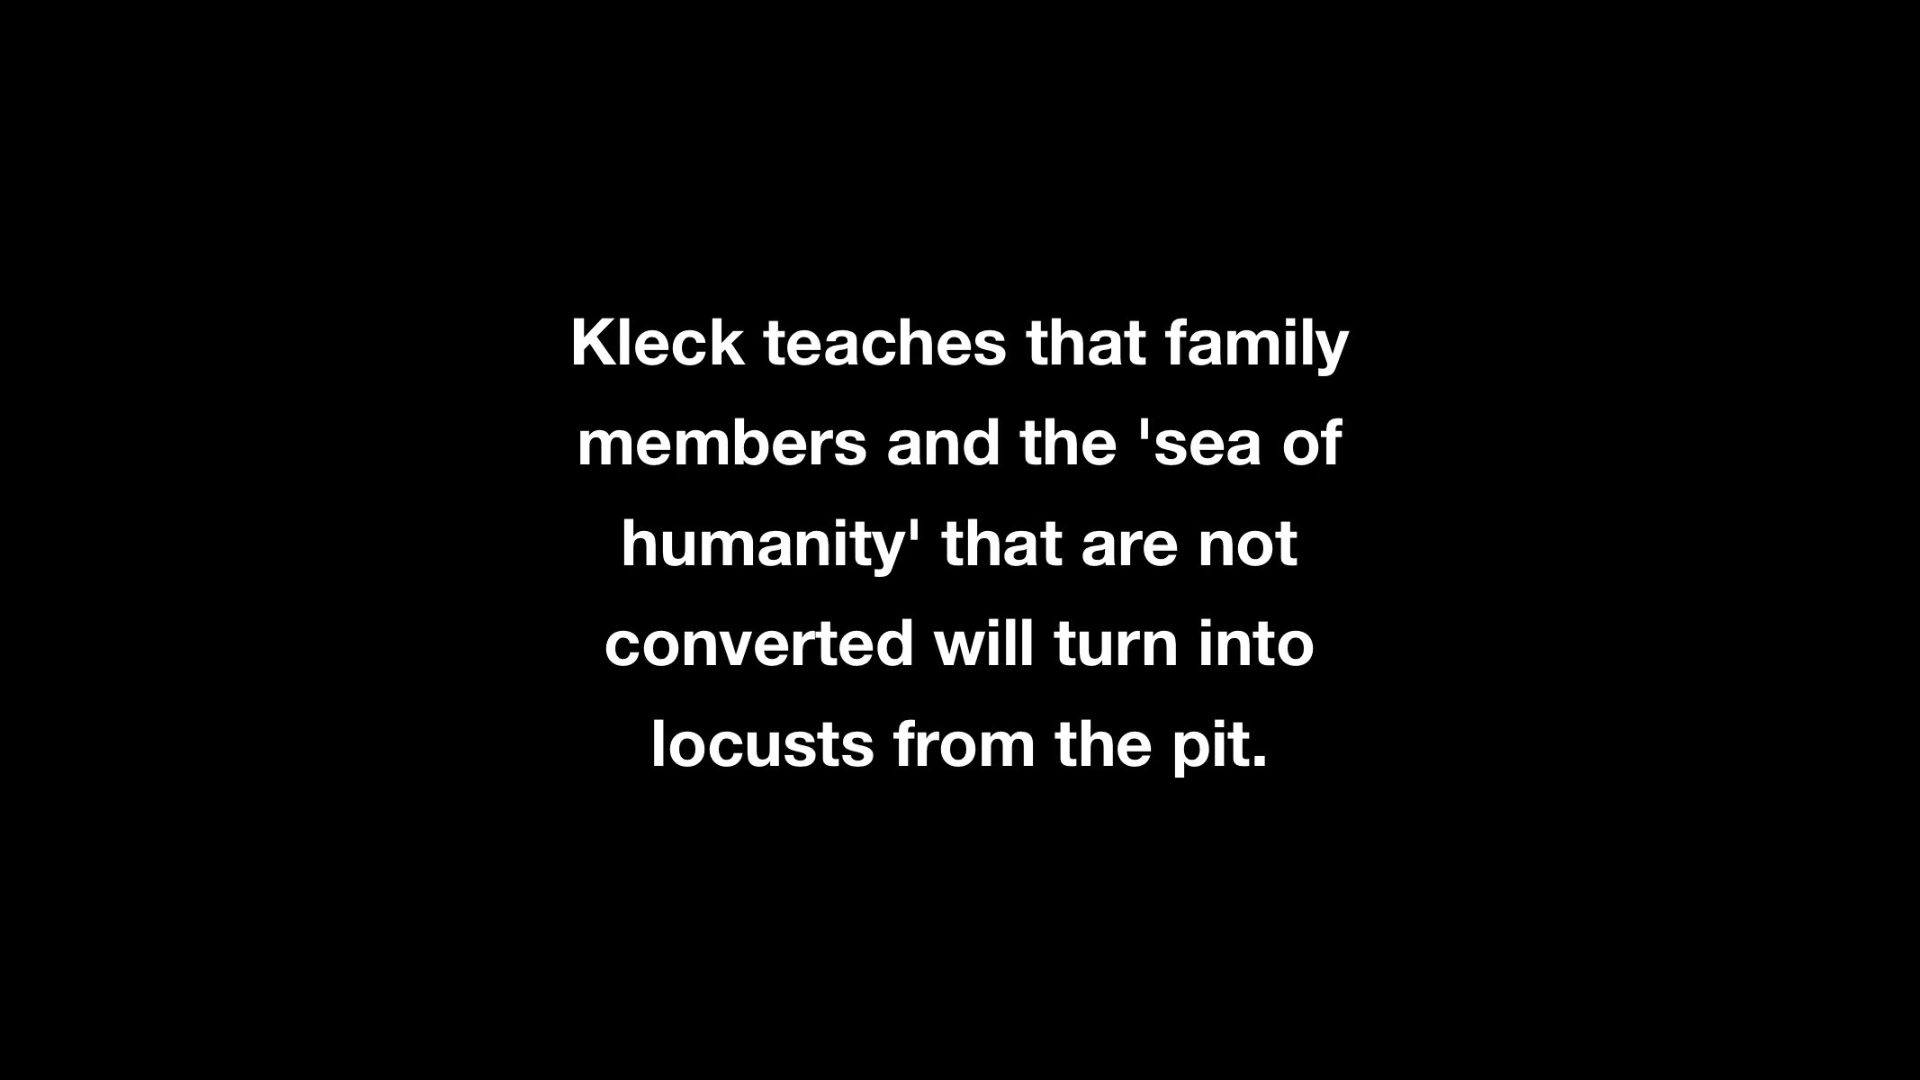 Kleck teaches that family
members and the 'sea of
humanity' that are not
converted will turn into
locusts from the pit.